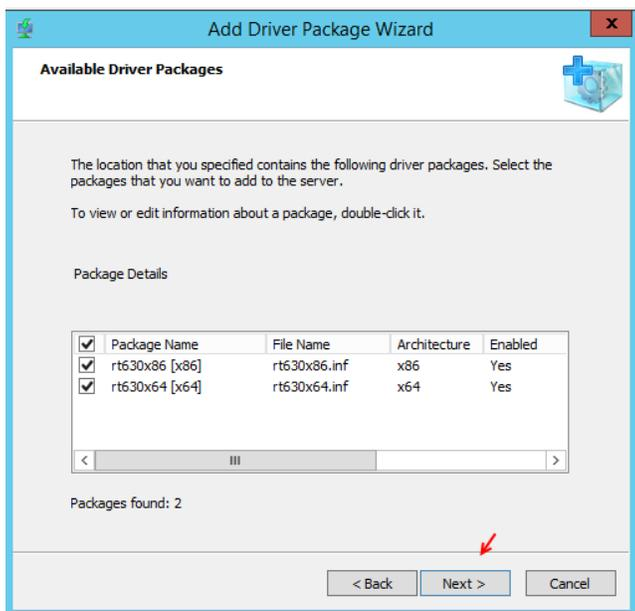 Add Driver Package Wizard
x
Available Driver Packages
The location that you specified contains the following driver packages. Select the
packages that you want to add to the server.
To view or edit information about a package, double-click it.
Package Details
Package Name File Name Architecture Enabled
rt630x86 [x86] rt630x86.inf x86 Yes
rt630x64 [x64] rt630x64.inf x64 Yes
Packages found: 2
< Back Next > Cancel